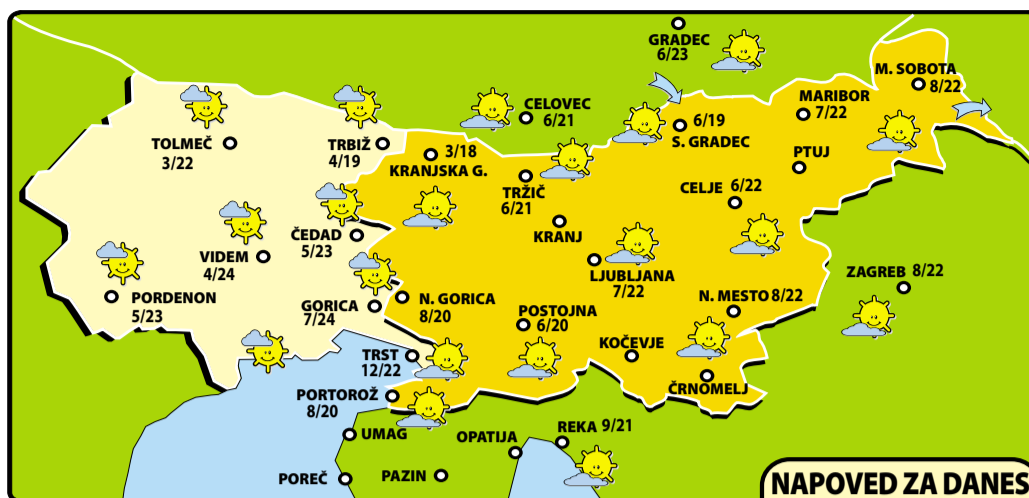 GRADEC
6/23
M. SOBOTA
8/22
CELOVEC
6/21
MARIBOR
7/22
6/19
S. GRADEC
TOLMEČ
3/22
TRBIŽ
4/19
3/18
KRANJSKA G.
TRŽIČ
6/21
PTUJ
CELJE 6/22
KRANJ
ČEDAD
5/23
VIDEM
4/24
LJUBLJANA
7/22
ZAGREB 8/22
PORDENON
5/23
GORICA
7/24
N. GORICA
8/20
POSTOJNA
6/20
N. MESTO 8/22
KOČEVJE
TRST
12/22
ČRNOMELJ
PORTOROŽ
8/20
UMAG
OPATIJA
REKA 9/21
POREČ
PAZIN
NAPOVED ZA DANES